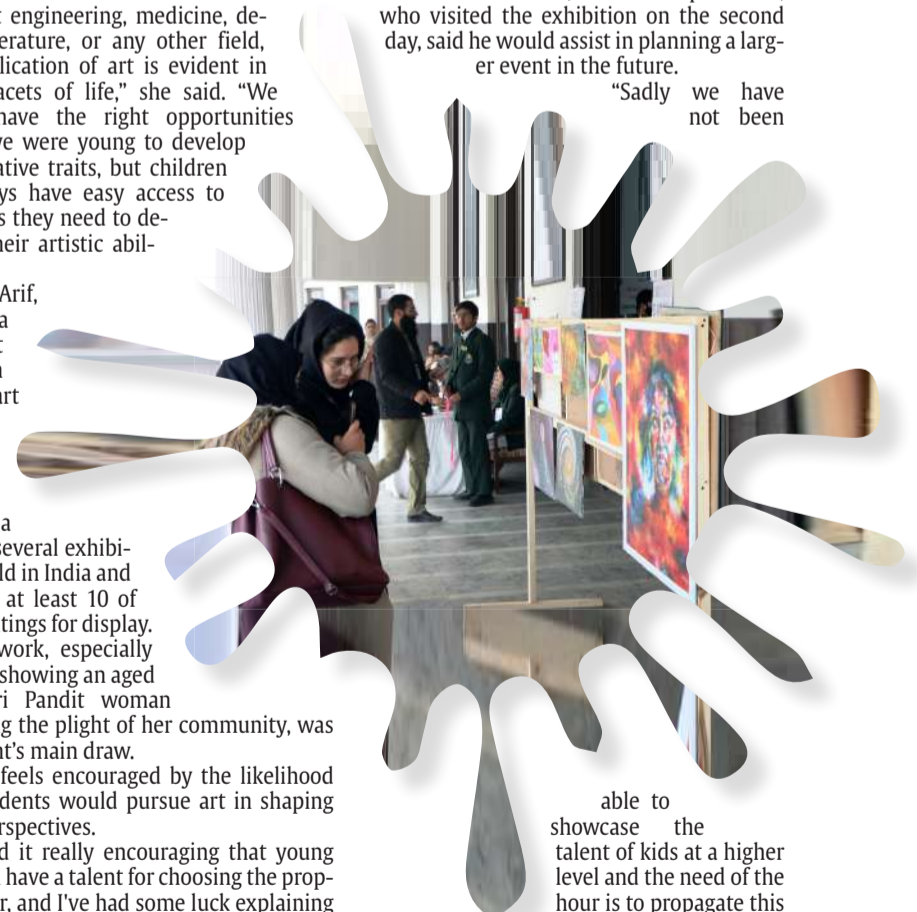 engineering, medicine, de-
erature, or any other field,
lication of art is evident in
acets of life,” she said. “We
have the right opportunities
ve were young to develop
ative traits, but children
ys have easy access to
s they need to de-
neir artistic abil-
Arif,
a
t
n
art
a
several exhibi-
ld in India and
at least 10 of
tings for display.
work, especially
showing an aged
ri Pandit woman
g the plight of her community, was
nt’s main draw.
feels encouraged by the likelihood
dents would pursue art in shaping
rspectives.
d it really encouraging that young
have a talent for choosing the prop-
r, and I've had some luck explaining
who visited the exhibition on the second
day, said he would assist in planning a larg-
er event in the future.
“Sadly we have
not been
able to
showcase the
talent of kids at a higher
level and the need of the
hour is to propagate this